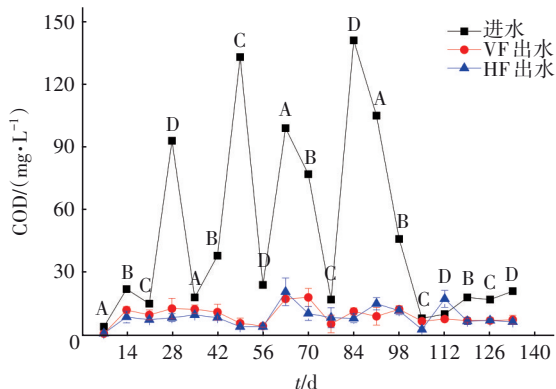 COD/(mg·L⁻¹)
150
120
90
60
30
0
进水
VF出水
HF出水
A
B
C
D
A
B
C
D
A
B
C
D
A
B
C
D
B
C
D
14 28 42 56 70 84 98 112 126 140
t/d